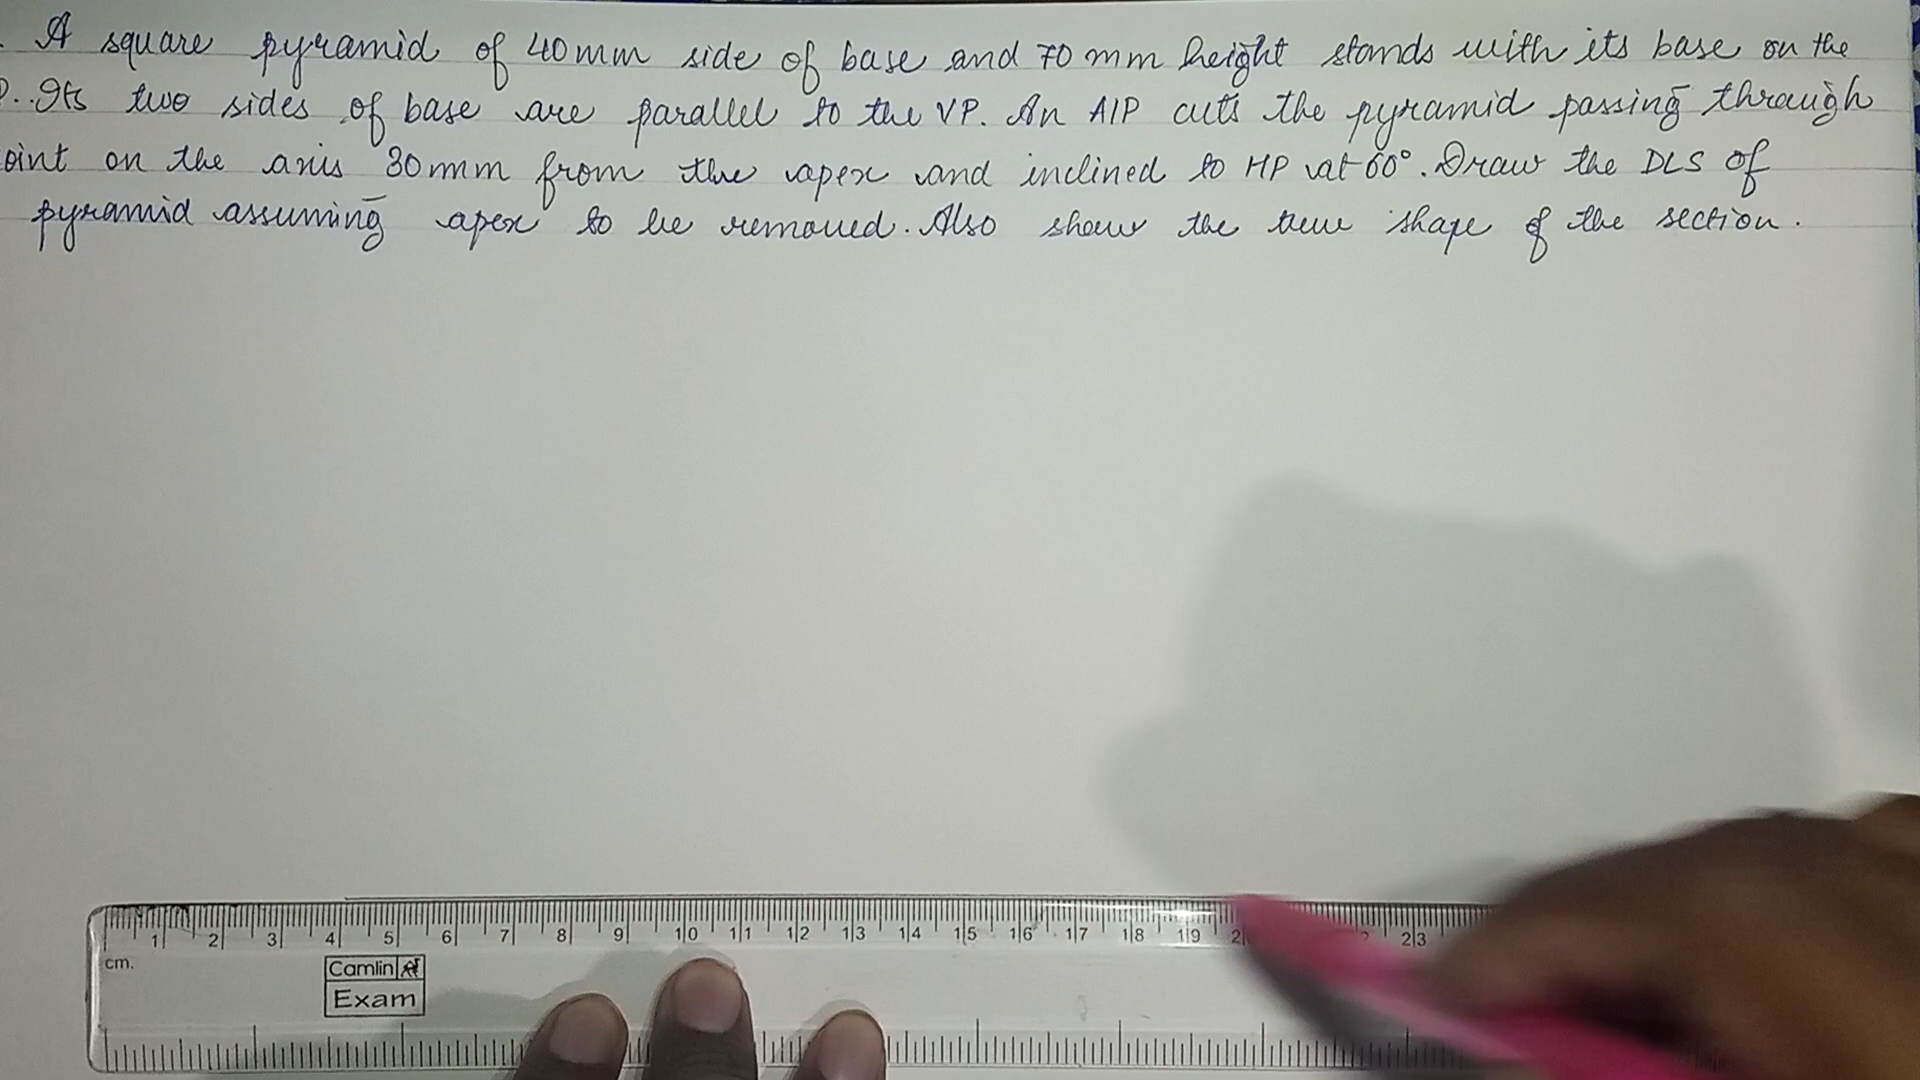 . A square pyramid of 40mm side of base and 70 mm height stands with its base on the
P. Its two sides of base are parallel to the VP. An AIP cuts the pyramid passing through
oint on the axis 30mm from the apex and inclined to HP at 60°. Draw the DLS of
pyramid assuming apex to be removed. Also show the true shape of the section.
1 2 3 4 5 6 7 8 9 10 11 12 13 14 15 16 17 18 19 2 23
cm.
Camlin
Exam